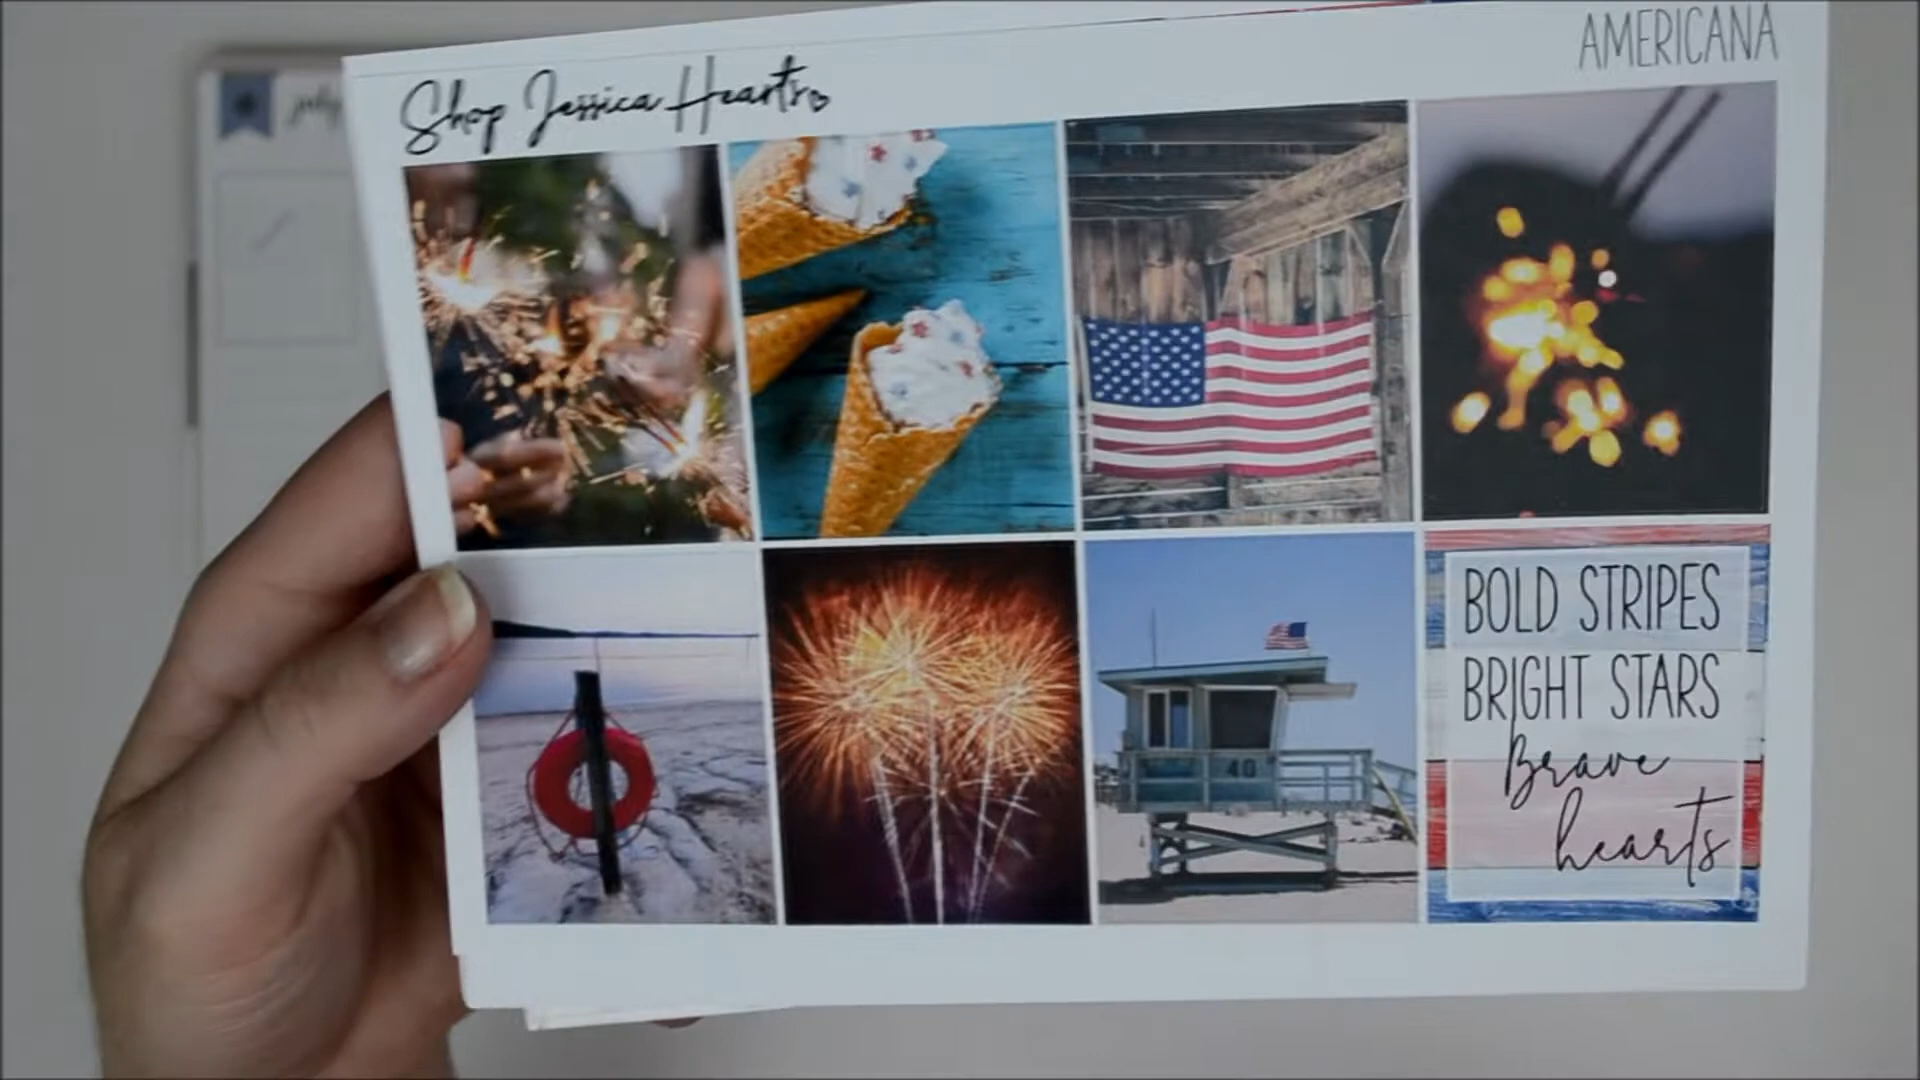 Shop Jessica Hearts
AMERICANA
40
BOLD STRIPES
BRIGHT STARS
Brave
hearts